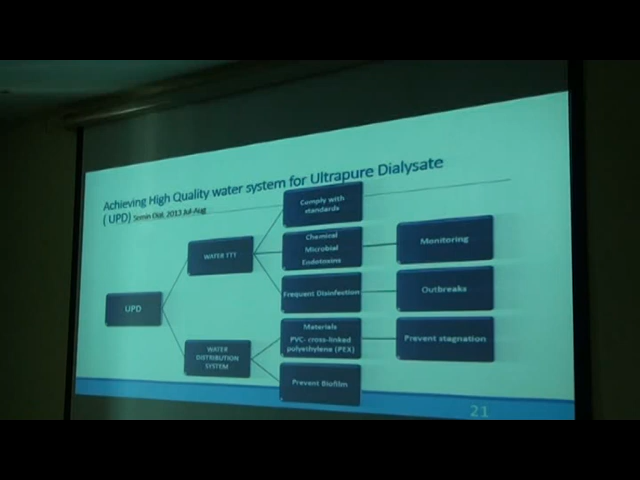 Achieving High Quality water system for Ultrapure Dialysate
( UPD) Semin Dial. 2013 Jul-Aug
Comply with
standards
Chemical
Microbial
Endotoxins
Monitoring
WATER TTT
Frequent Disinfection
Outbreaks
UPD
Materials
PVC- cross-linked
polyethylene (PEX)
Prevent stagnation
WATER
DISTRIBUTION
SYSTEM
Prevent Biofilm
21